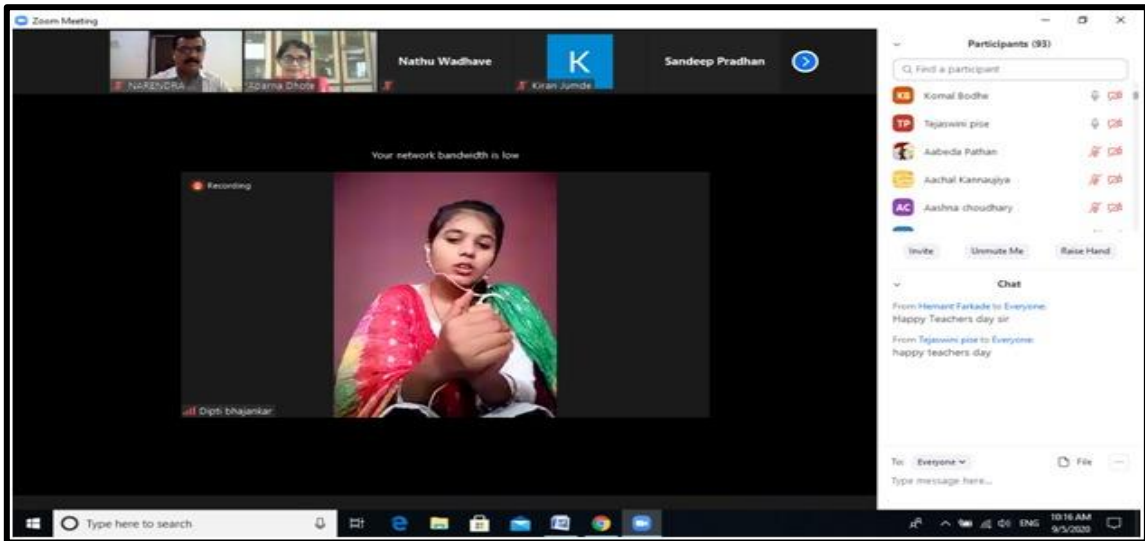 Zoom Meeting
NARENDRA
Aparna Dhote
Nathu Wadhave
K
Kiran Jumde
Sandeep Pradhan
Your network bandwidth is low
Recording
Dipti bhajankar
Participants (93)
Find a participant
KB Komal Bodhe
TP Tejaswini pise
Aabeda Pathan
Aachal Kannaujiya
AC Aashna choudhary
Invite Unmute Me Raise Hand
Chat
From Hemant Farkade to Everyone:
Happy Teachers day sir
From Tejaswini pise to Everyone:
happy teachers day
To: Everyone File
Type message here...
Type here to search
ENG
10:16 AM
9/5/2020